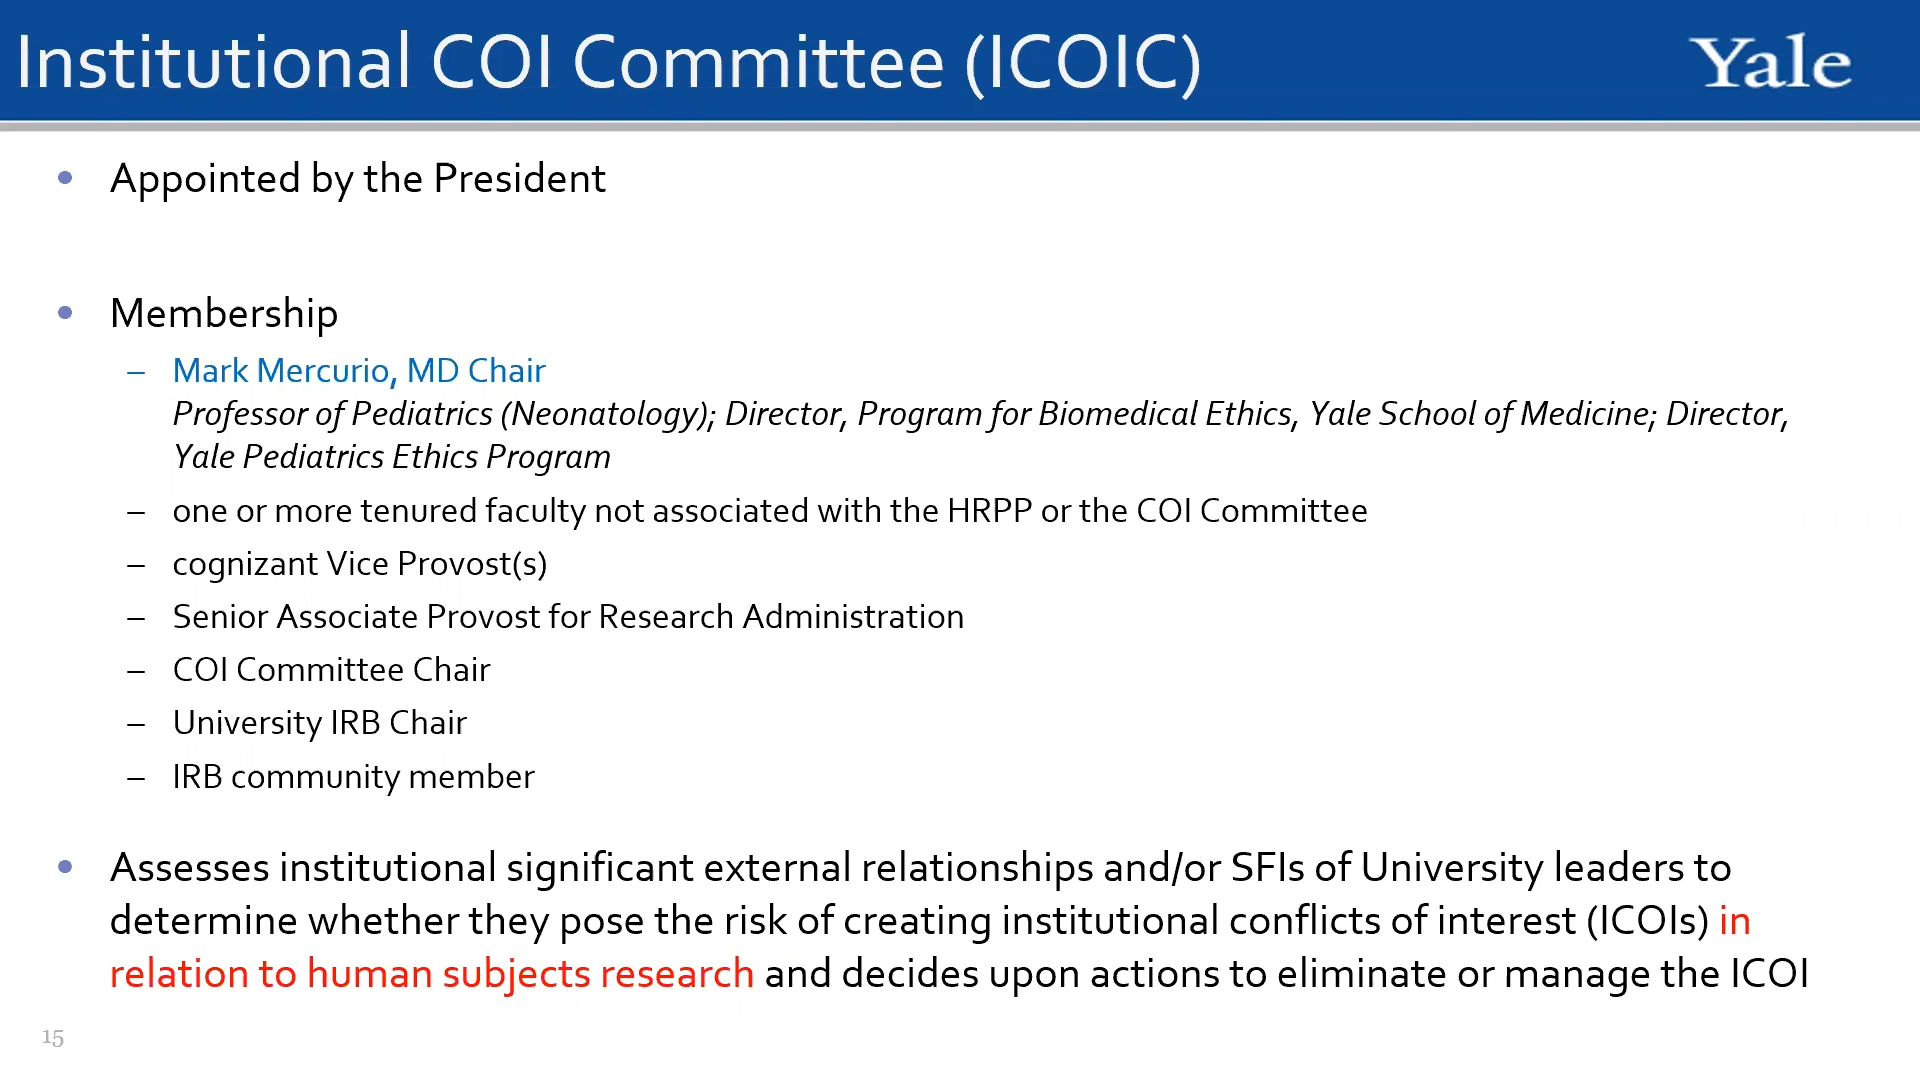 Institutional COI Committee (ICOIC)
Yale
• Appointed by the President
• Membership
– Mark Mercurio, MD Chair
Professor of Pediatrics (Neonatology); Director, Program for Biomedical Ethics, Yale School of Medicine; Director,
Yale Pediatrics Ethics Program
– one or more tenured faculty not associated with the HRPP or the COI Committee
– cognizant Vice Provost(s)
– Senior Associate Provost for Research Administration
– COI Committee Chair
– University IRB Chair
– IRB community member
• Assesses institutional significant external relationships and/or SFIs of University leaders to
determine whether they pose the risk of creating institutional conflicts of interest (ICOIs) in
relation to human subjects research and decides upon actions to eliminate or manage the ICOI
15